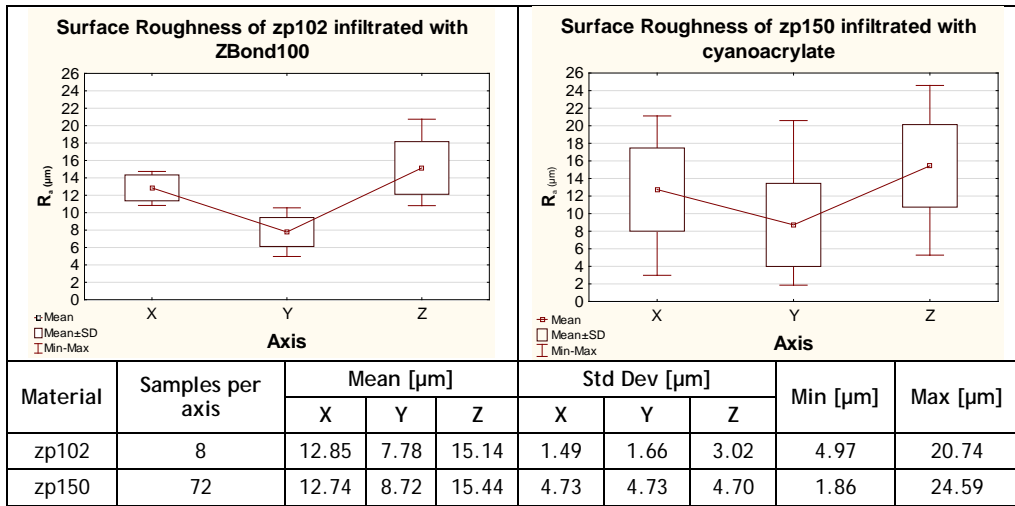 Surface Roughness of zp102 infiltrated with
ZBond100
26
24
22
20
18
16
14
12
10
8
6
4
2
0
Rₐ (µm)
X Y Z
Axis
Mean
Mean±SD
Min-Max
Surface Roughness of zp150 infiltrated with
cyanoacrylate
26
24
22
20
18
16
14
12
10
8
6
4
2
0
Rₐ (µm)
X Y Z
Axis
Mean
Mean±SD
Min-Max
Material Samples per axis Mean [µm] Std Dev [µm] Min [µm] Max [µm]
X Y Z X Y Z
zp102 8 12.85 7.78 15.14 1.49 1.66 3.02 4.97 20.74
zp150 72 12.74 8.72 15.44 4.73 4.73 4.70 1.86 24.59